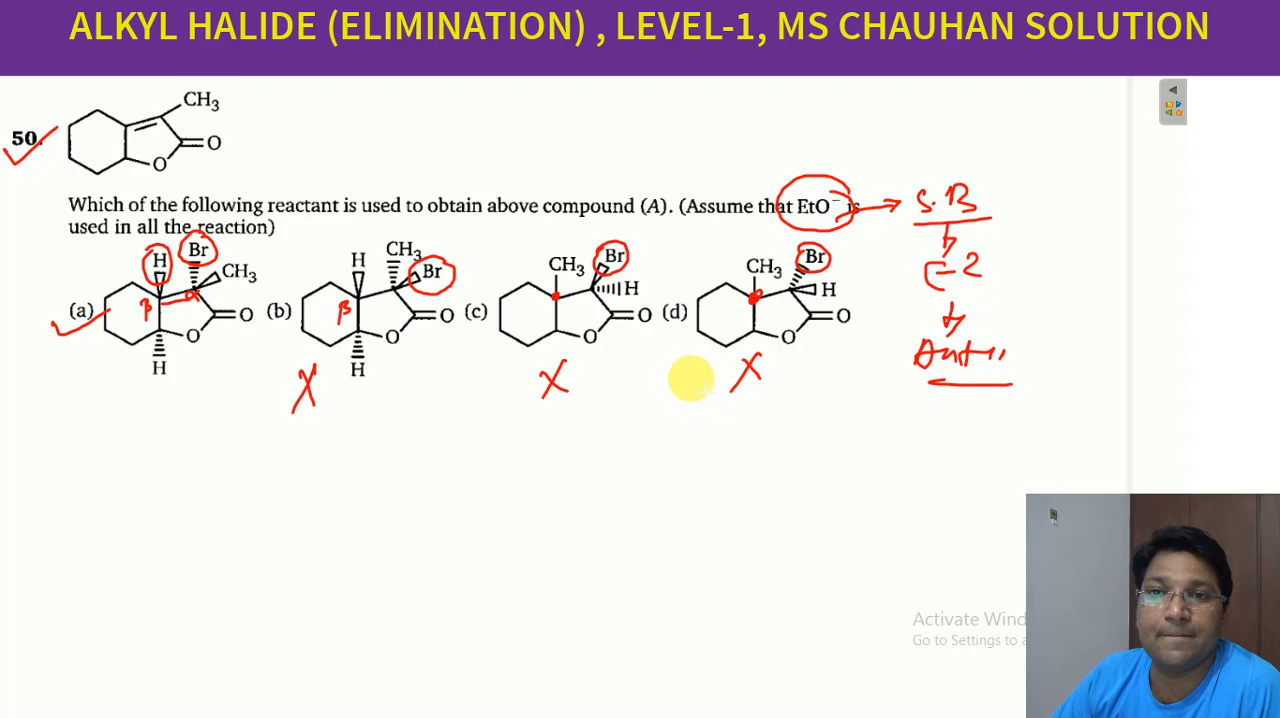 ALKYL HALIDE (ELIMINATION) , LEVEL-1, MS CHAUHAN SOLUTION
CH3
50.
O
O
Which of the following reactant is used to obtain above compound (A). (Assume that EtO⁻ is
used in all the reaction)
S.B
E-2
Anti
H Br CH3
(a) β α O
O
H
H CH3 Br
(b) β O
O
H
X
CH3 Br H
(c) O
O
X
CH3 Br H
(d) O
O
X
Activate Wind
Go to Settings to a